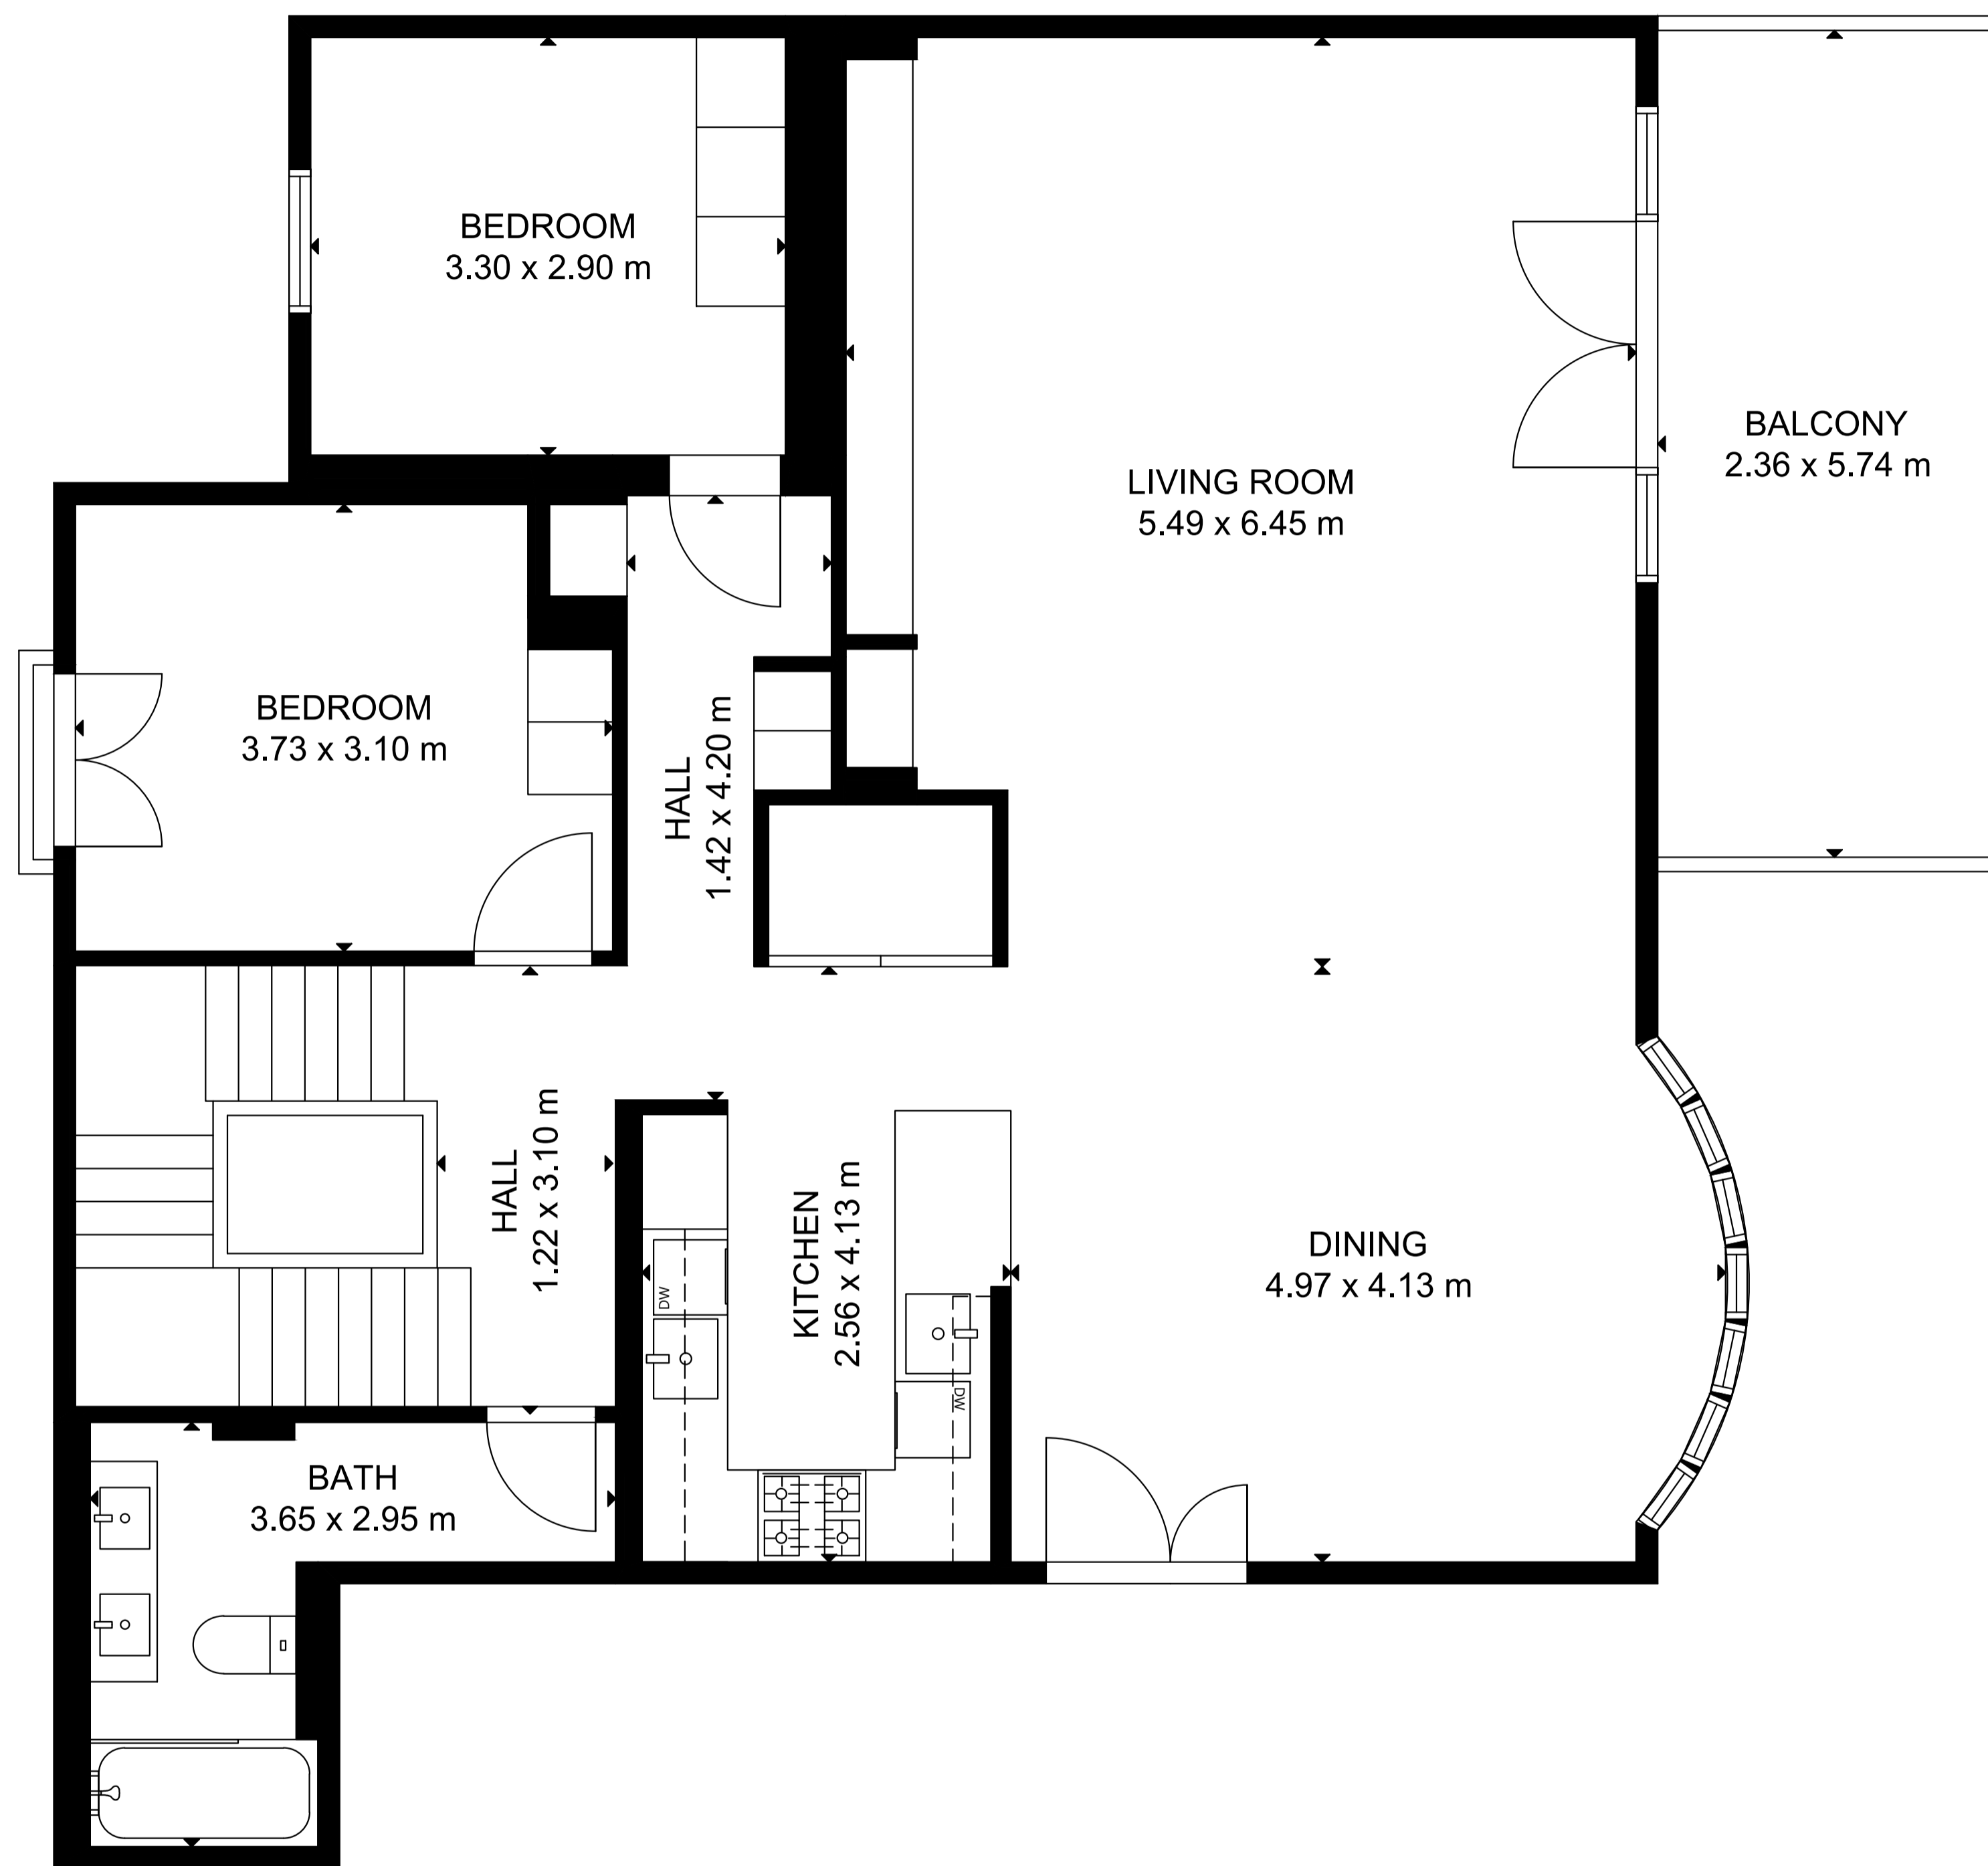 BEDROOM
3.30 x 2.90 m
BALCONY
2.36 x 5.74 m
LIVING ROOM
5.49 x 6.45 m
BEDROOM
3.73 x 3.10 m
HALL
1.42 x 4.20 m
HALL
1.22 x 3.10 m
KITCHEN
2.56 x 4.13 m
DW
DW
DINING
4.97 x 4.13 m
BATH
3.65 x 2.95 m